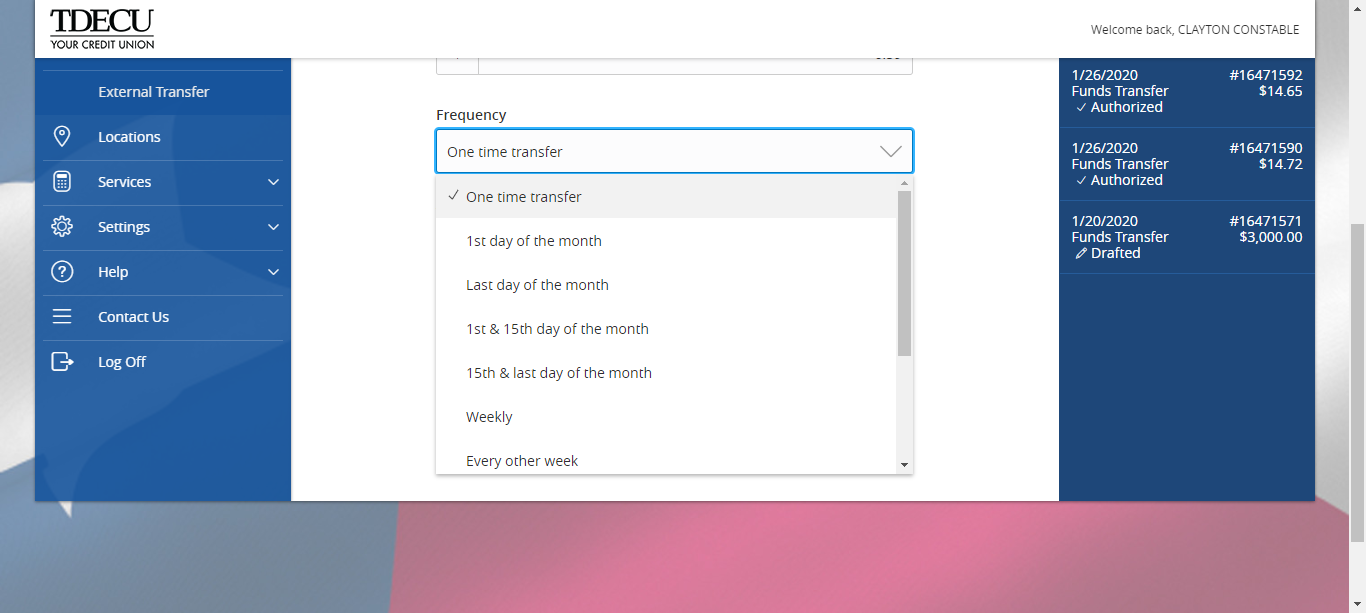 TDECU
YOUR CREDIT UNION
Welcome back, CLAYTON CONSTABLE
External Transfer
Locations
Services
Settings
Help
Contact Us
Log Off
Frequency
One time transfer
One time transfer
1st day of the month
Last day of the month
1st & 15th day of the month
15th & last day of the month
Weekly
Every other week
1/26/2020 #16471592
Funds Transfer $14.65
Authorized
1/26/2020 #16471590
Funds Transfer $14.72
Authorized
1/20/2020 #16471571
Funds Transfer $3,000.00
Drafted